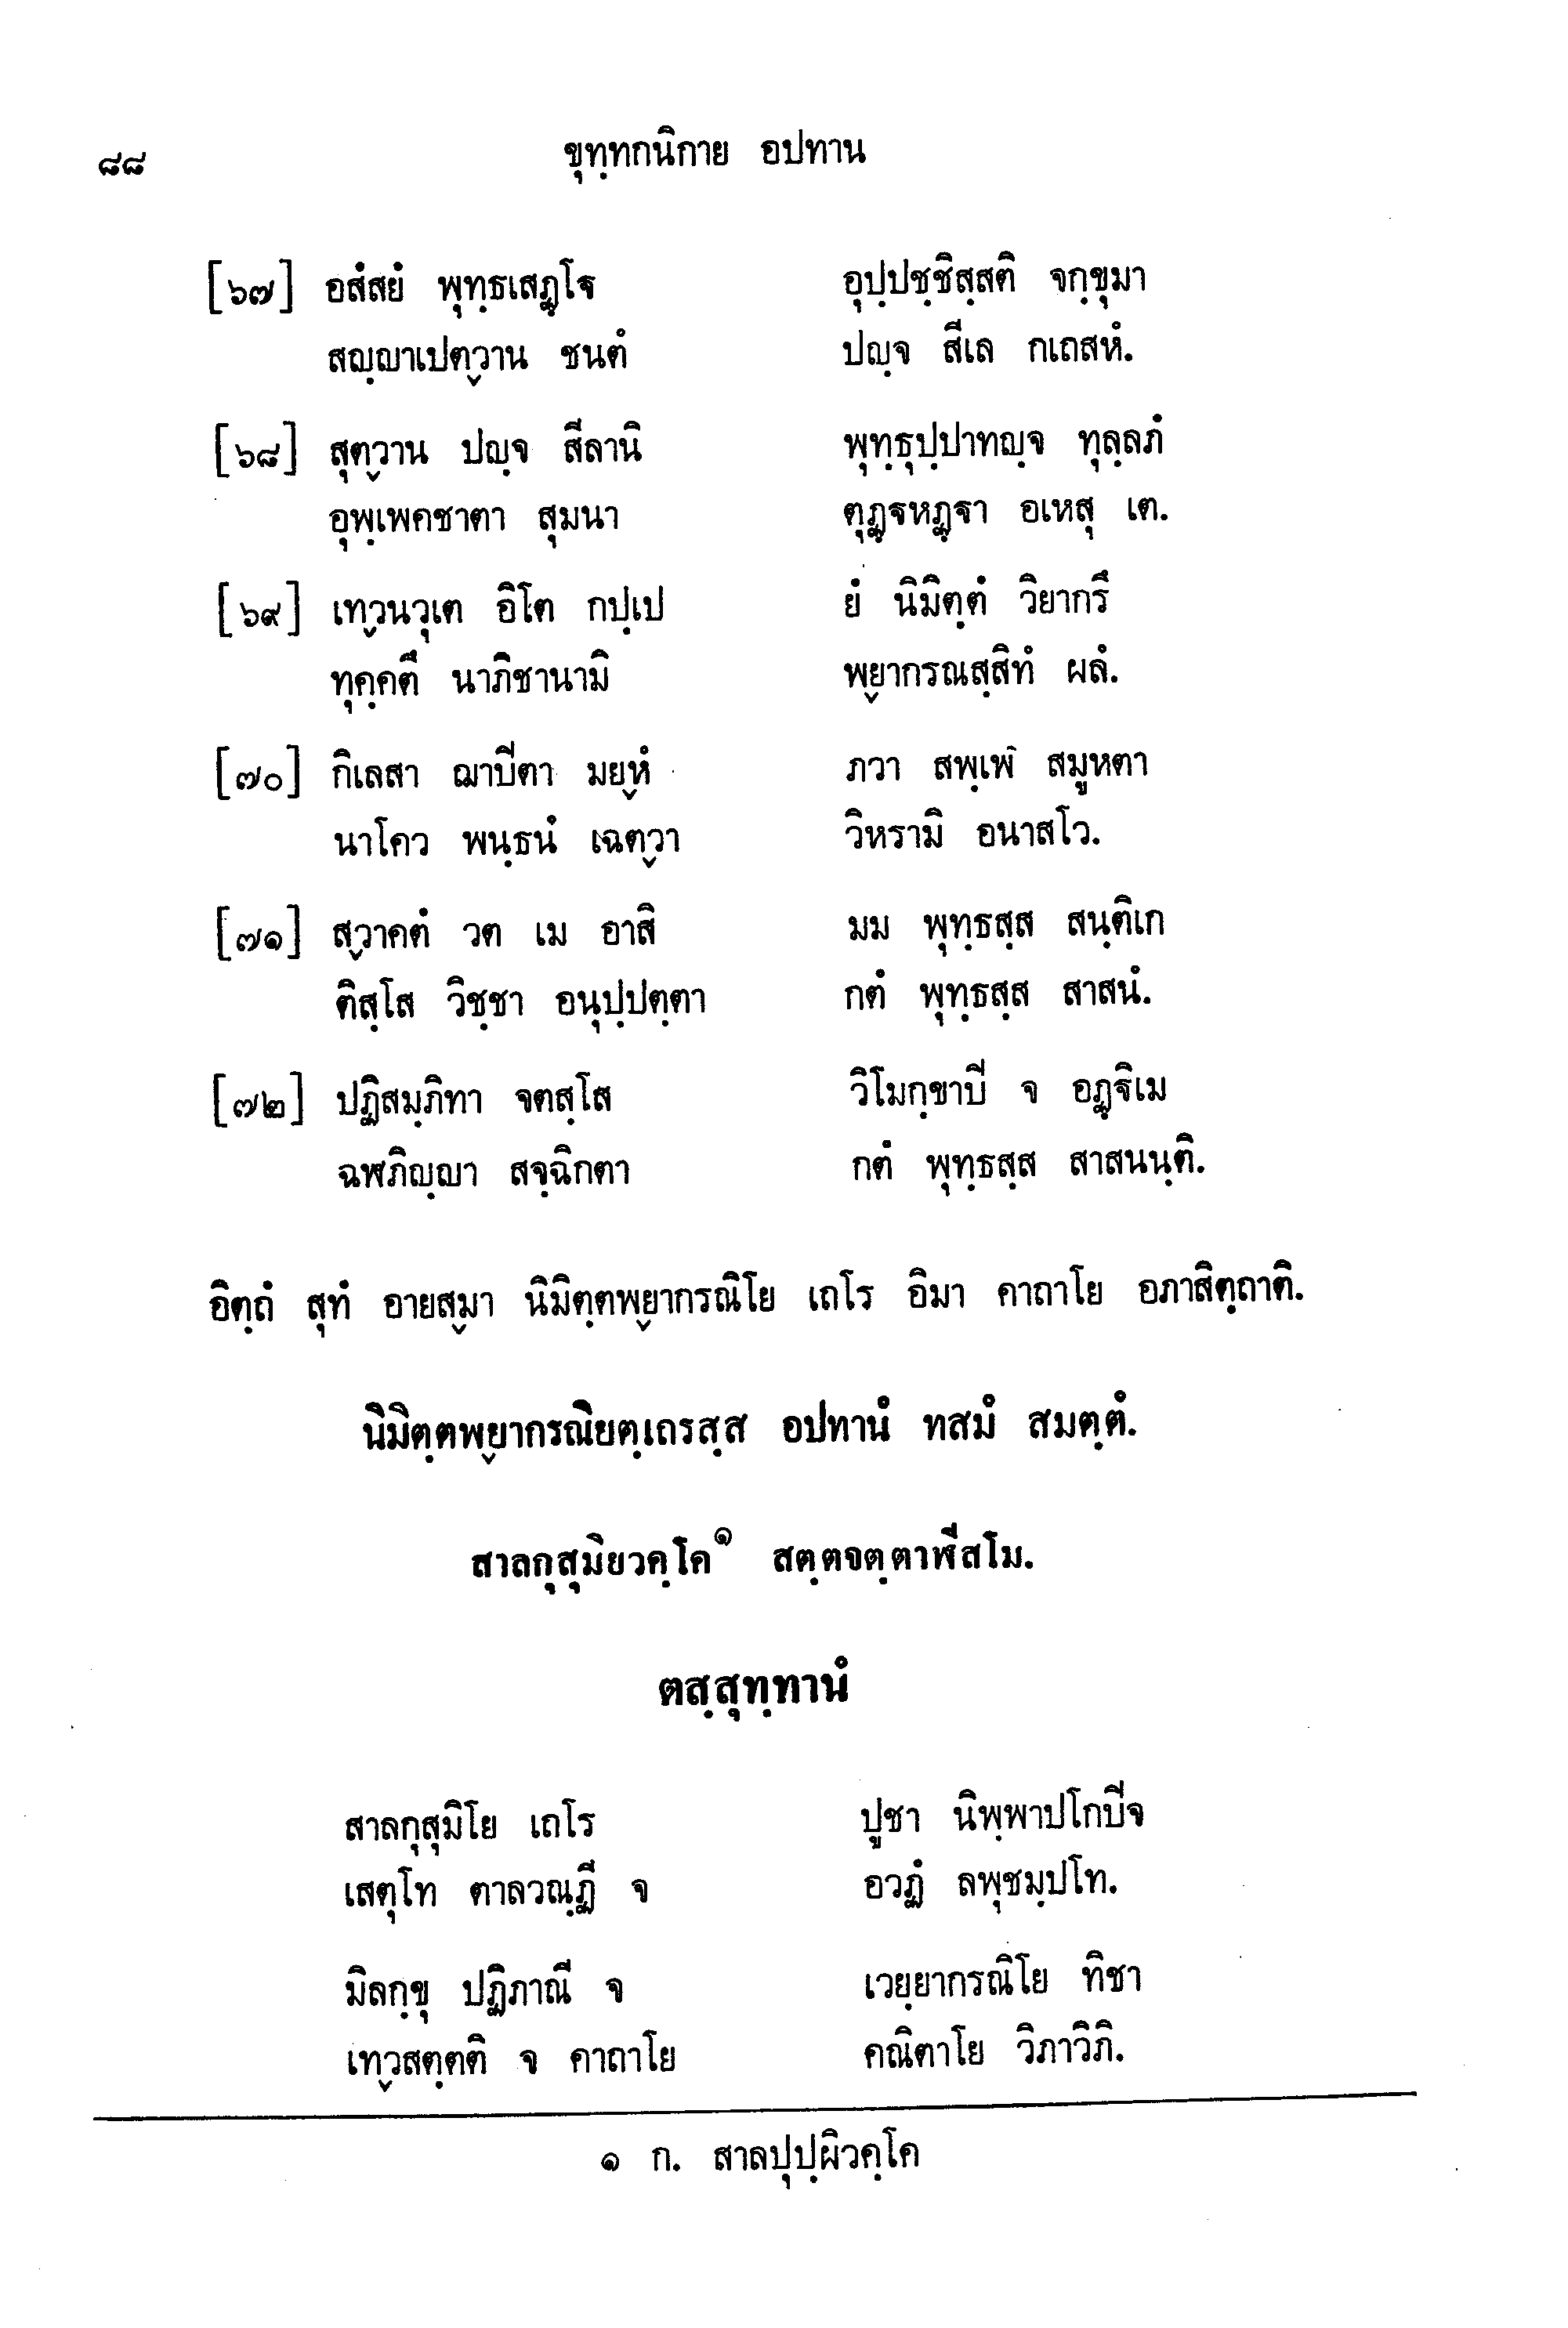 ๘๘ ขุทฺทกนิกาย อปทาน
[๖๗] อสํสยํ พุทฺธเสฏฺโฐ อุปฺปชฺชิสฺสติ จกฺขุมา
สญฺญาเปตฺวาน ชนตํ ปญฺจ สีเล กเถสหํ.
[๖๘] สุตฺวาน ปญฺจ สีลานิ พุทฺธุปฺปาทญฺจ ทุลฺลภํ
อุพฺเพคชาตา สุมนา ตุฏฺฐหฏฺฐา อเหสุ เต.
[๖๙] เทฺวนวุเต อิโต กปฺเป ยํ นิมิตฺตํ วิยากรึ
ทุคฺคตึ นาภิชานามิ พฺยากรณสฺสิทํ ผลํ.
[๗๐] กิเลสา ฌาปีตา มยฺหํ ภวา สพฺเพ สมูหตา
นาโคว พนฺธนํ เฉตฺวา วิหรามิ อนาสโว.
[๗๑] สฺวาคตํ วต เม อาสิ มม พุทฺธสฺส สนฺติเก
ติสฺโส วิชฺชา อนุปฺปตฺตา กตํ พุทฺธสฺส สาสนํ.
[๗๒] ปฏิสมฺภิทา จตสฺโส วิโมกฺขาปี จ อฏฺฐิเม
ฉฬภิญฺญา สจฺฉิกตา กตํ พุทฺธสฺส สาสนนฺติ.
อิตฺถํ สุทํ อายสฺมา นิมิตฺตพฺยากรณิโย เถโร อิมา คาถาโย อภาสิตฺถาติ.
นิมิตฺตพฺยากรณิยตฺเถรสฺส อปทานํ ทสมํ สมตฺตํ.
สาลกุสุมิยวคฺโค๑ สตฺตจตฺตาฬีสโม.
ตสฺสุทฺทานํ
สาลกุสุมิโย เถโร ปูชา นิพฺพาปโกปีจ
เสตุโท ตาลวณฺฏี จ อวฏํ ลพุชมฺปโท.
มิลกฺขุ ปฏิภาณี จ เวยฺยากรณิโย ทิชา
เทฺวสตฺตติ จ คาถาโย คณิตาโย วิภาวิภิ.
๑ ก. สาลปุปฺผิวคฺโค